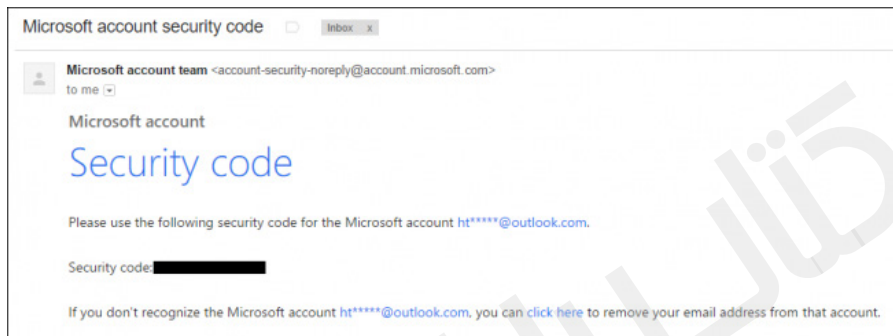 Microsoft account security code
Inbox x
Microsoft account team <account-security-noreply@account.microsoft.com>
to me
Microsoft account
Security code
Please use the following security code for the Microsoft account ht*****@outlook.com.
Security code:
If you don't recognize the Microsoft account ht*****@outlook.com, you can click here to remove your email address from that account.